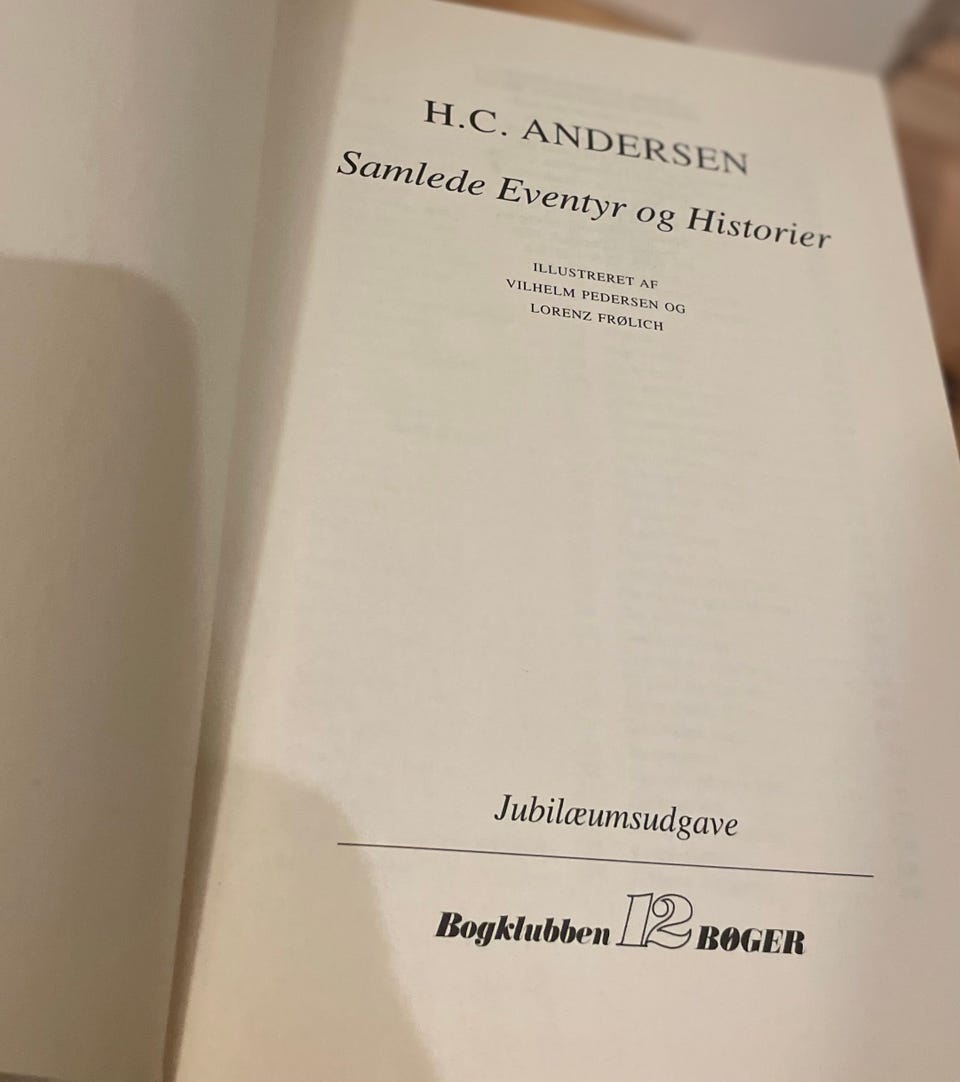 H.C. ANDERSEN
Samlede Eventyr og Historier
ILLUSTRERET AF
VILHELM PEDERSEN OG
LORENZ FRØLICH
Jubilæumsudgave
Bogklubben 12 BØGER